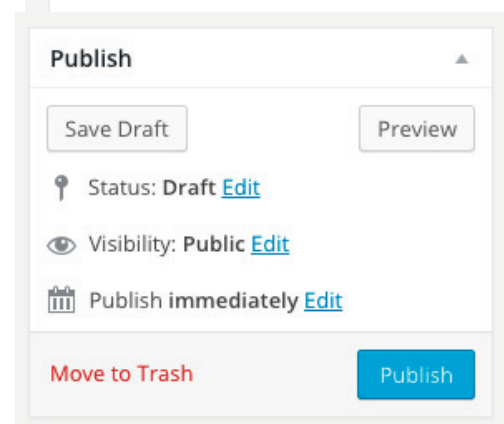 Publish
Save Draft Preview
Status: Draft Edit
Visibility: Public Edit
Publish immediately Edit
Move to Trash Publish